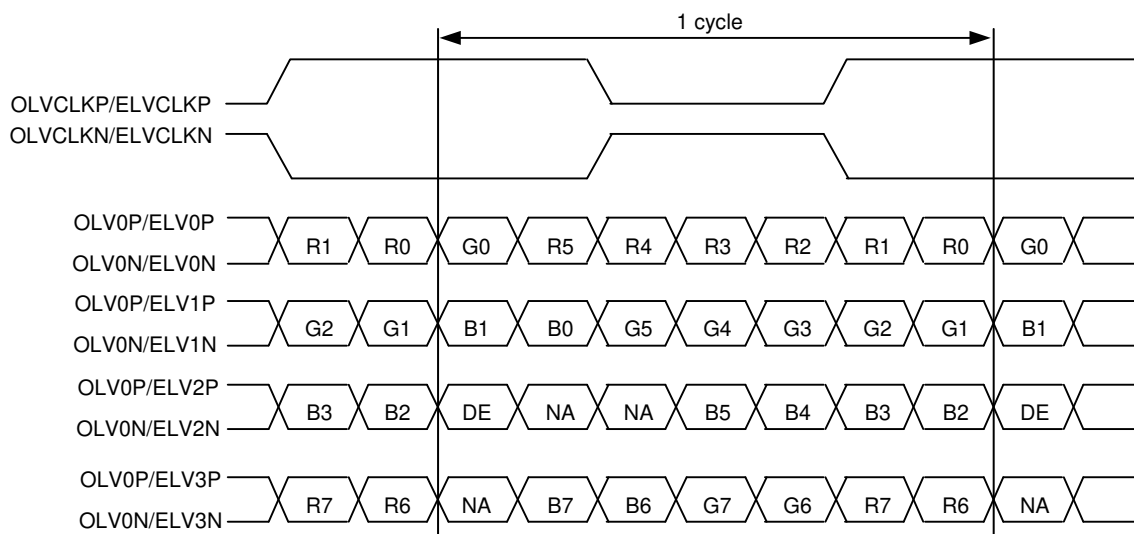 1 cycle
OLVCLKP/ELVCLKP
OLVCLKN/ELVCLKN
OLV0P/ELV0P
R1 R0 G0 R5 R4 R3 R2 R1 R0 G0
OLV0N/ELV0N
OLV0P/ELV1P
G2 G1 B1 B0 G5 G4 G3 G2 G1 B1
OLV0N/ELV1N
OLV0P/ELV2P
B3 B2 DE NA NA B5 B4 B3 B2 DE
OLV0N/ELV2N
OLV0P/ELV3P
R7 R6 NA B7 B6 G7 G6 R7 R6 NA
OLV0N/ELV3N